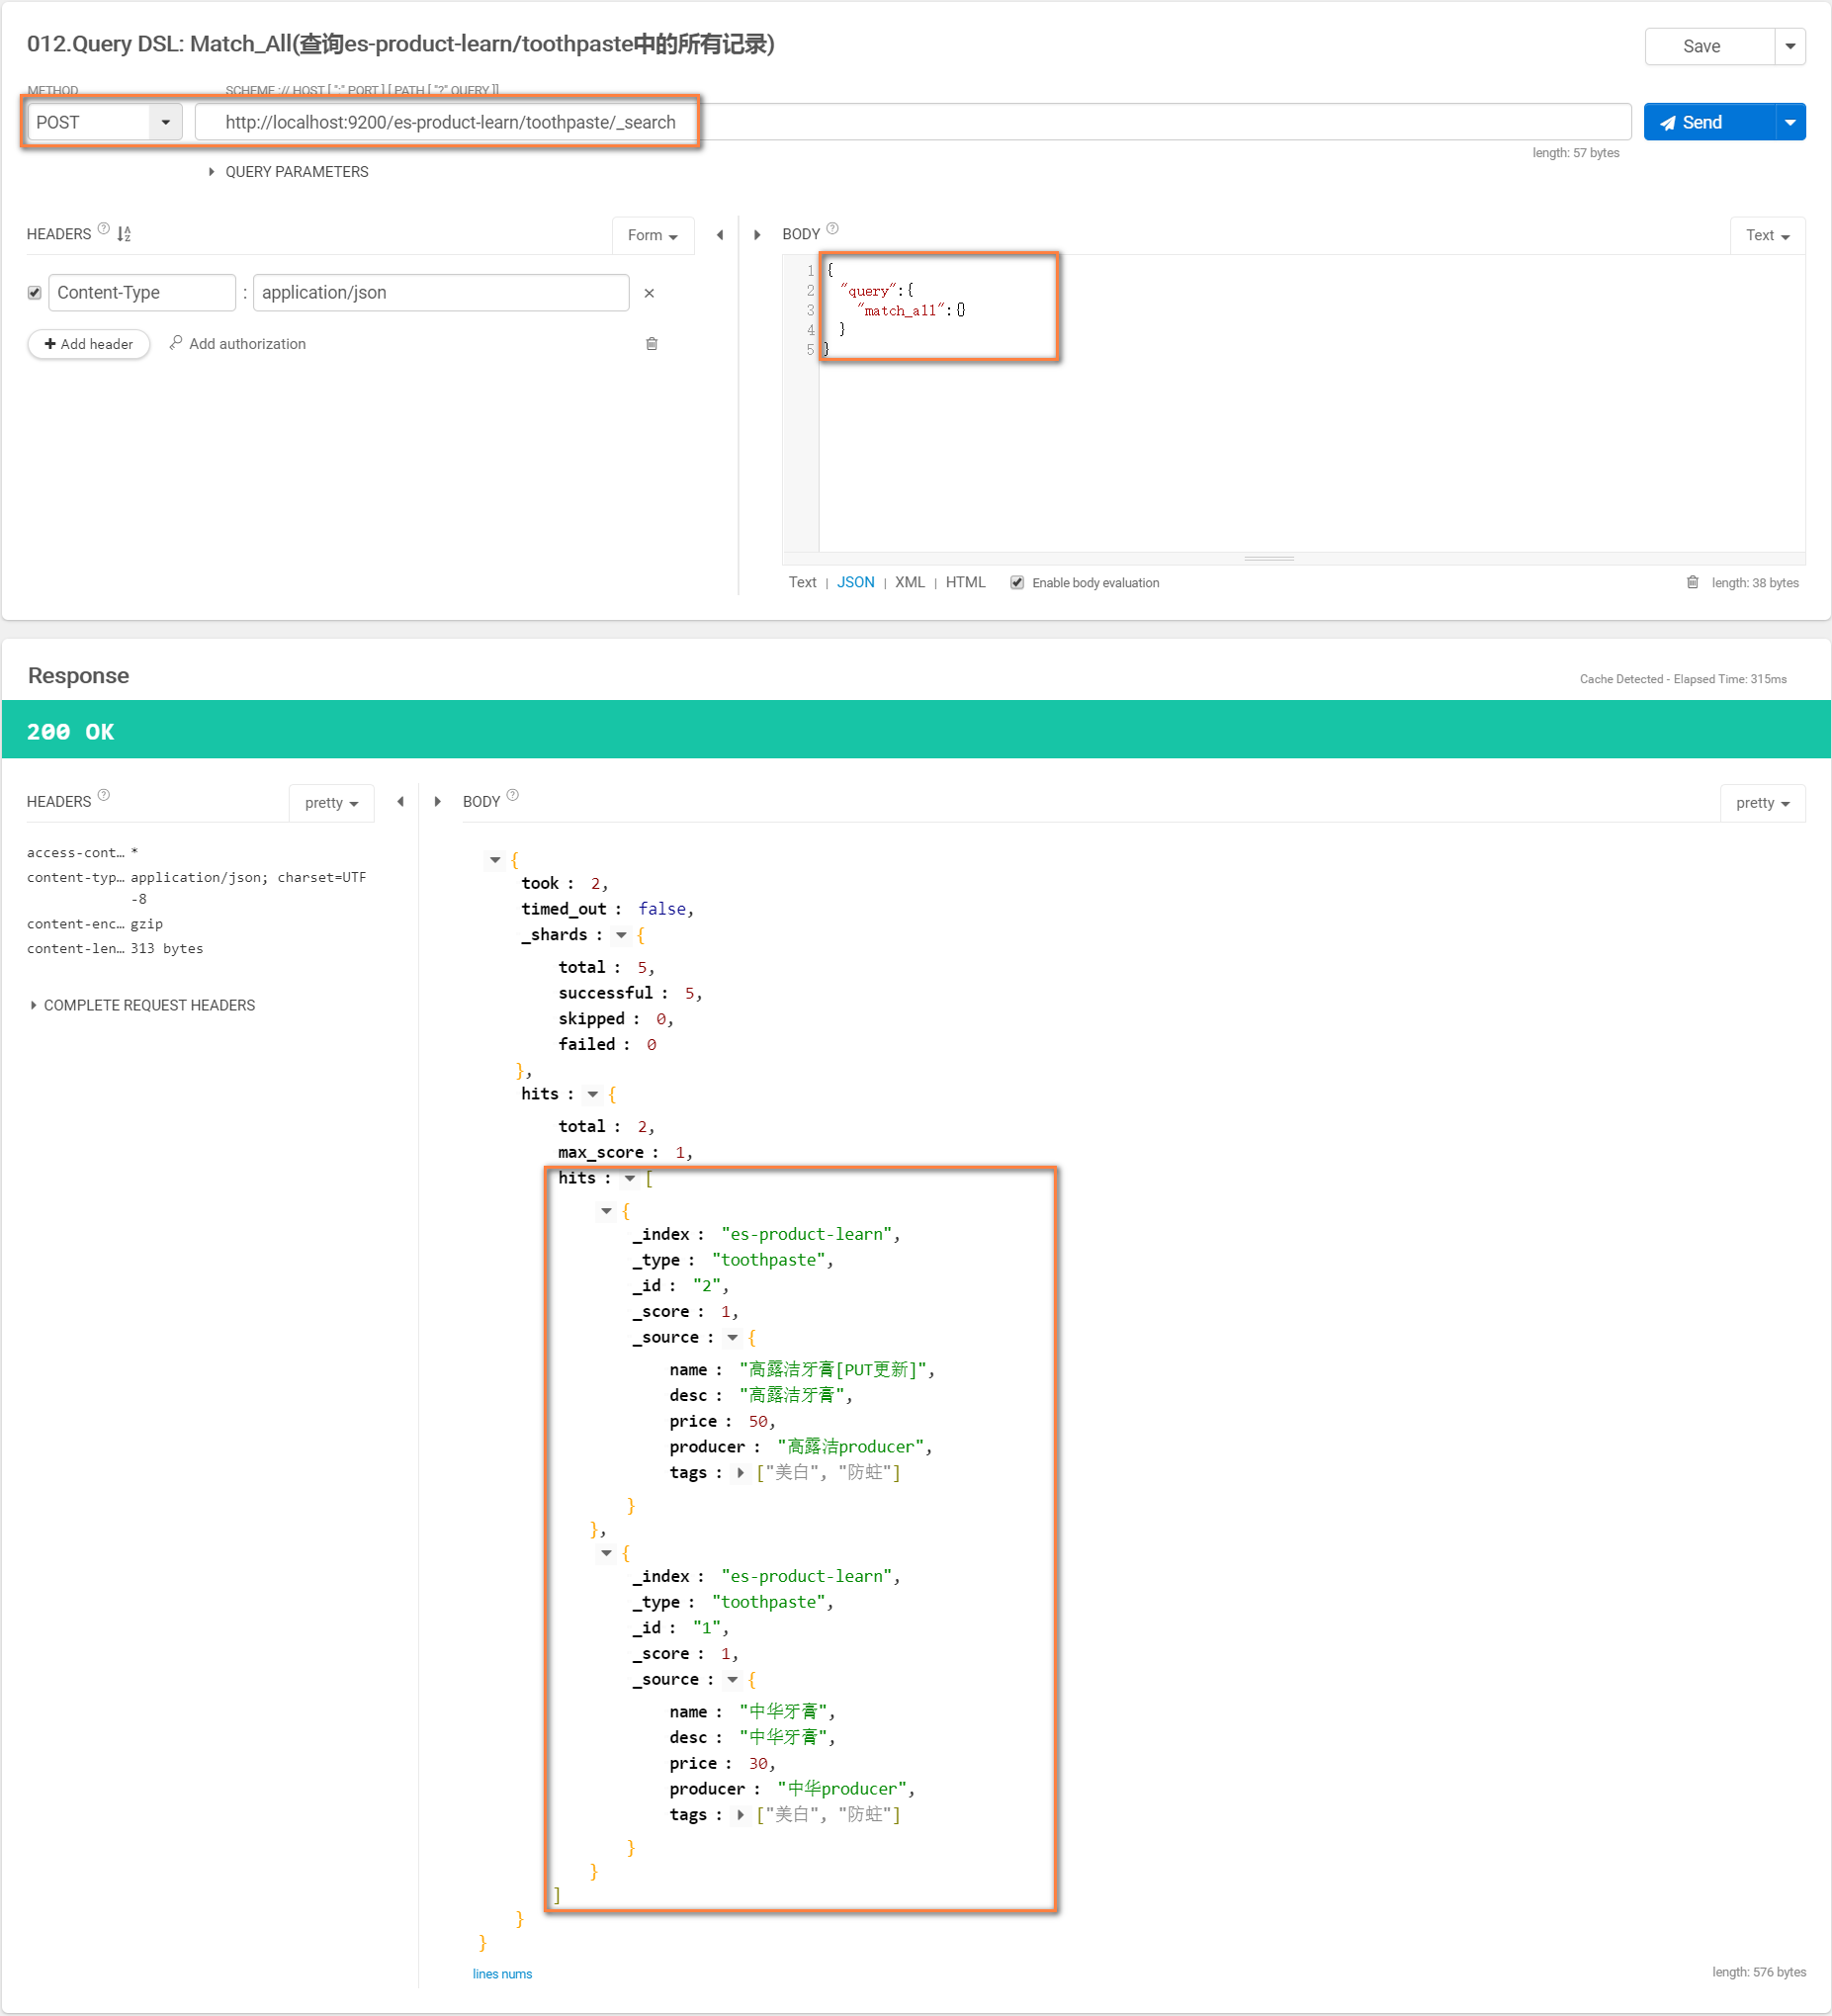 012.Query DSL: Match_All(查询es-product-learn/toothpaste中的所有记录)
Save
METHOD
SCHEME :// HOST [ ":" PORT ] [ PATH [ "?" QUERY ]]
POST
http://localhost:9200/es-product-learn/toothpaste/_search
Send
length: 57 bytes
QUERY PARAMETERS
HEADERS ?
Form
BODY ?
Text
Content-Type : application/json ×
+ Add header
Add authorization
1 {
2 "query":{
3 "match_all":{}
4 }
5 }
Text | JSON | XML | HTML
Enable body evaluation
length: 38 bytes
Response
Cache Detected - Elapsed Time: 315ms
200 OK
HEADERS ?
pretty
BODY ?
pretty
access-cont… *
content-typ… application/json; charset=UTF
-8
content-enc… gzip
content-len… 313 bytes
COMPLETE REQUEST HEADERS
{
took : 2,
timed_out : false,
_shards : {
total : 5,
successful : 5,
skipped : 0,
failed : 0
},
hits : {
total : 2,
max_score : 1,
hits : [
{
_index : "es-product-learn",
_type : "toothpaste",
_id : "2",
_score : 1,
_source : {
name : "高露洁牙膏[PUT更新]",
desc : "高露洁牙膏",
price : 50,
producer : "高露洁producer",
tags : ["美白", "防蛀"]
}
},
{
_index : "es-product-learn",
_type : "toothpaste",
_id : "1",
_score : 1,
_source : {
name : "中华牙膏",
desc : "中华牙膏",
price : 30,
producer : "中华producer",
tags : ["美白", "防蛀"]
}
}
]
}
}
lines nums
length: 576 bytes